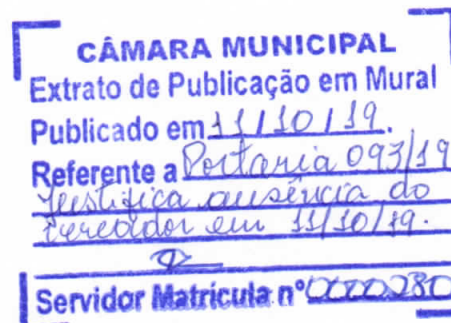 CÂMARA MUNICIPAL
Extrato de Publicação em Mural
Publicado em 11/10/19.
Referente a Portaria 093/19
Justifica ausência do
vereador em 11/10/19.
Servidor Matrícula nº 0000280